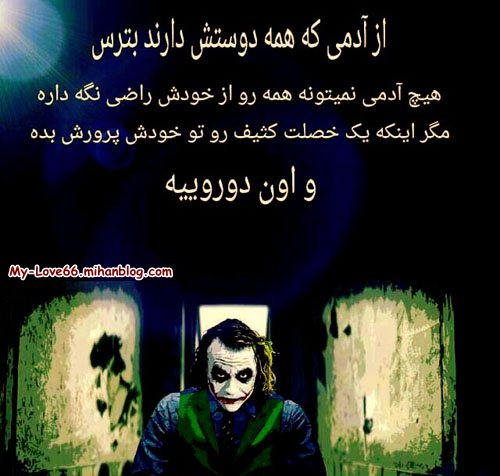 از آدمی که همه دوستش دارند بترس
هیچ آدمی نمیتونه همه رو از خودش راضی نگه داره
مگر اینکه یک خصلت کثیف رو تو خودش پرورش بده
و اون دوروییه
My-Love66.mihanblog.com